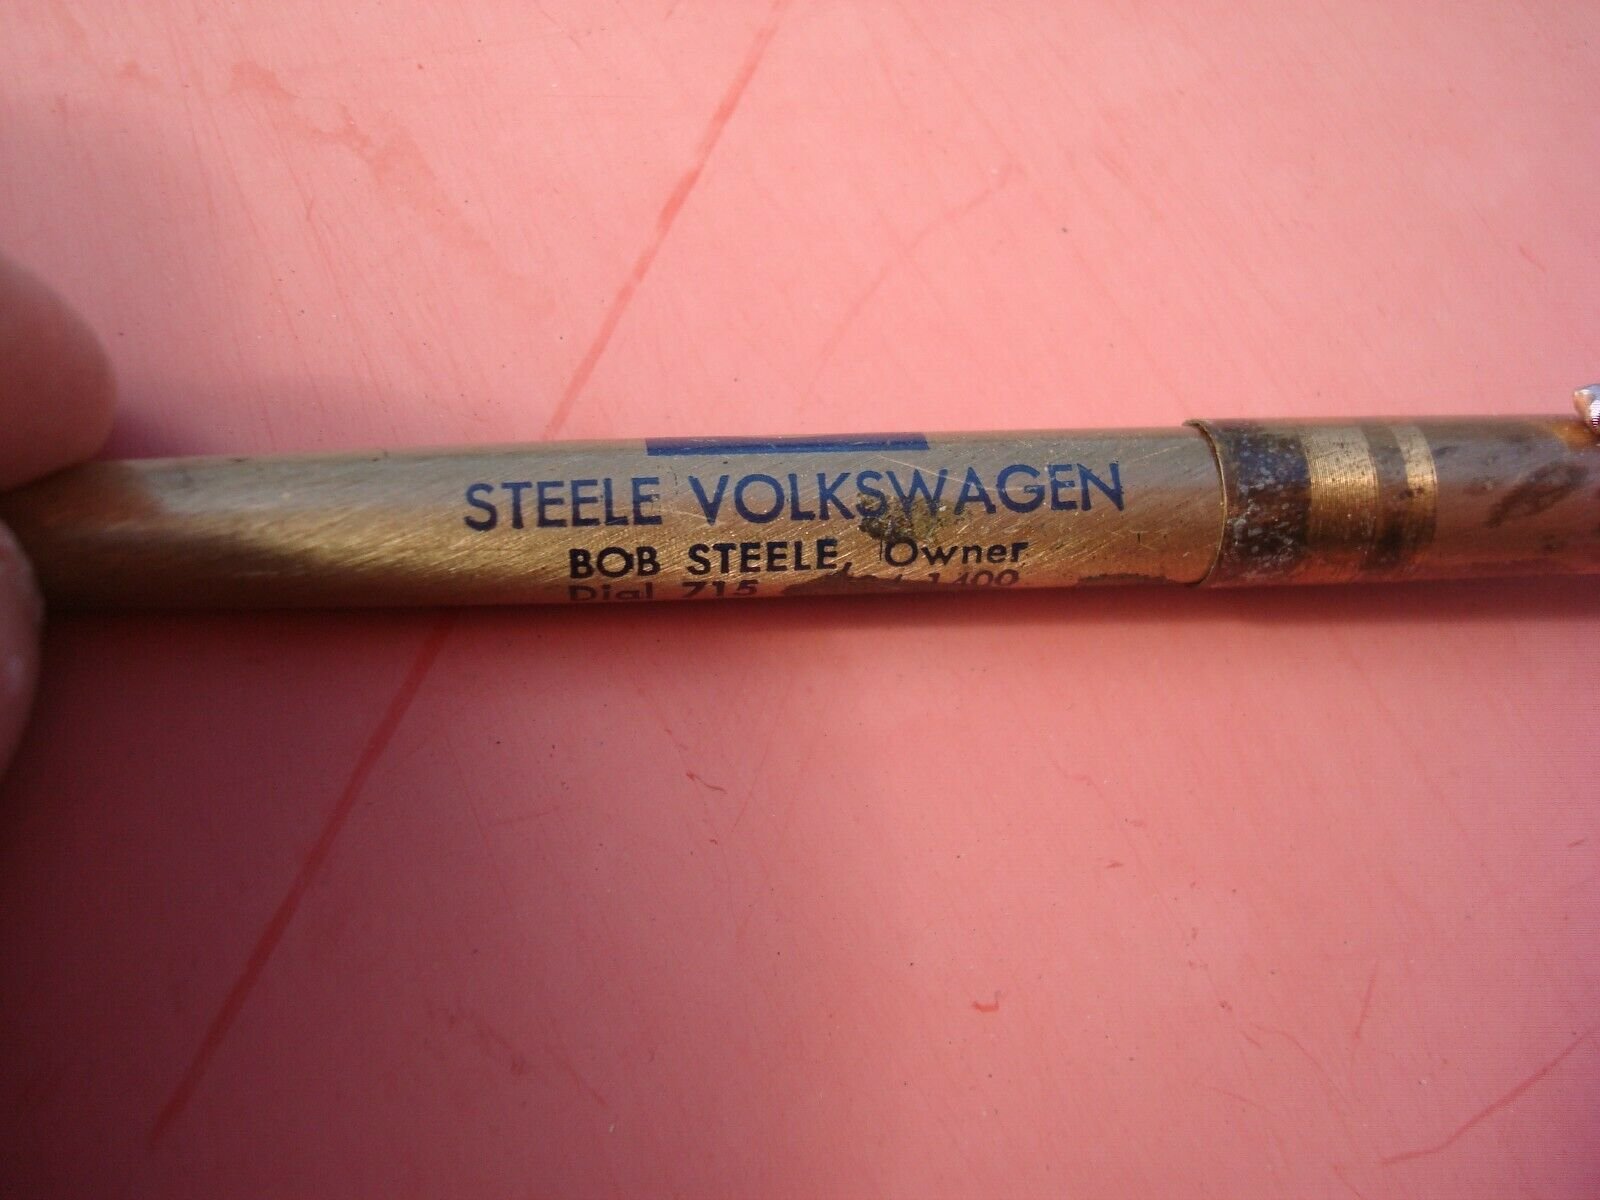 STEELE VOLKSWAGEN
BOB STEELE, Owner
Dial 715